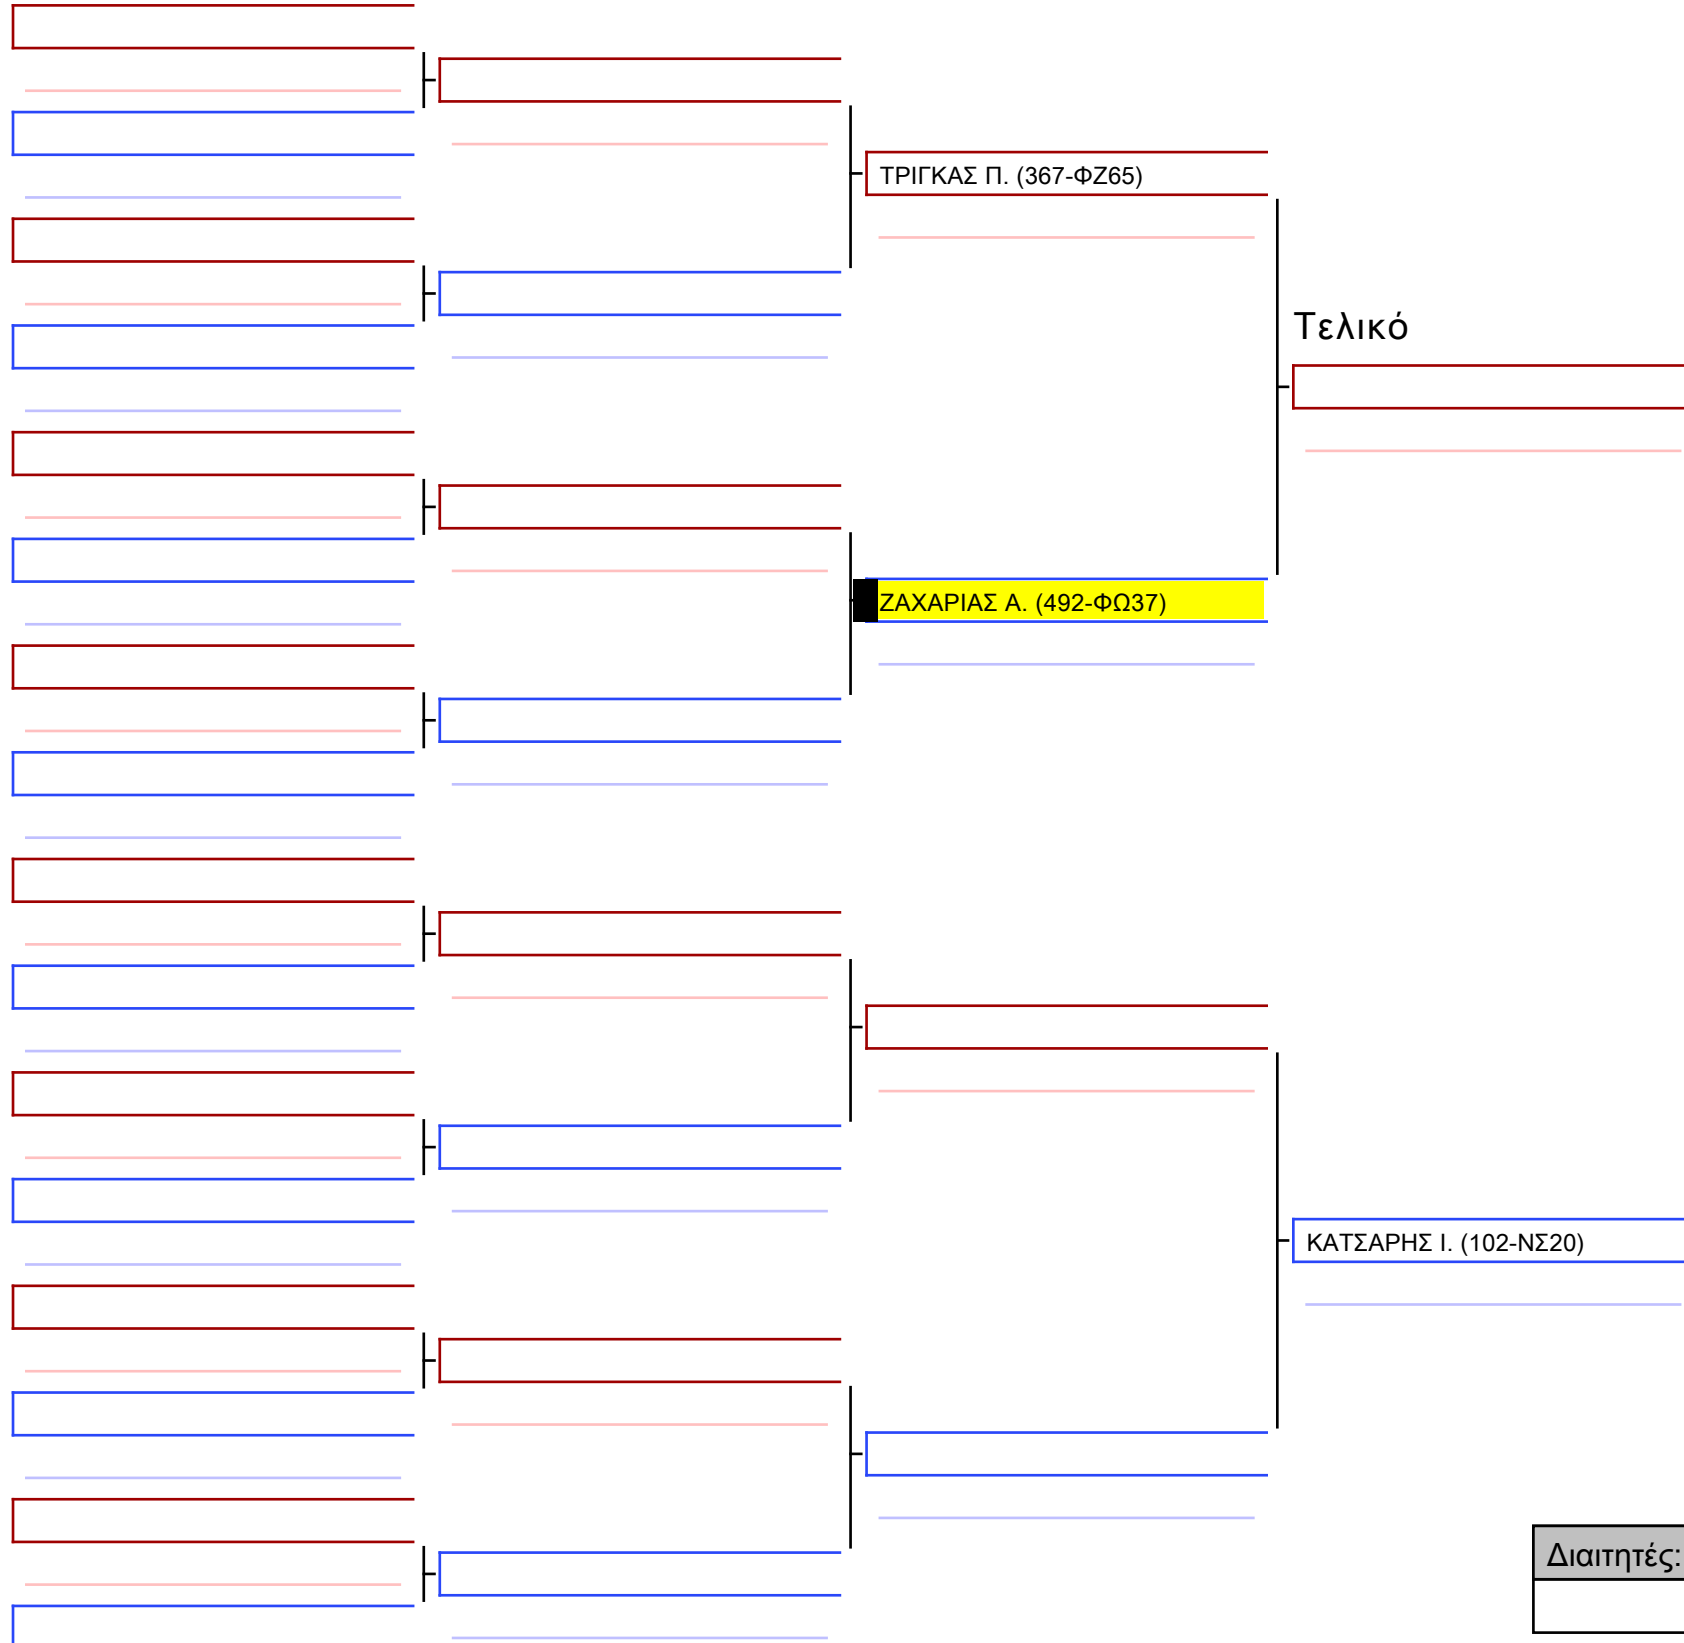 ΤΡΙΓΚΑΣ Π. (367-ΦΖ65)
Τελικό
ΖΑΧΑΡΙΑΣ Α. (492-ΦΩ37)
ΚΑΤΣΑΡΗΣ Ι. (102-ΝΣ20)
Διαιτητές: